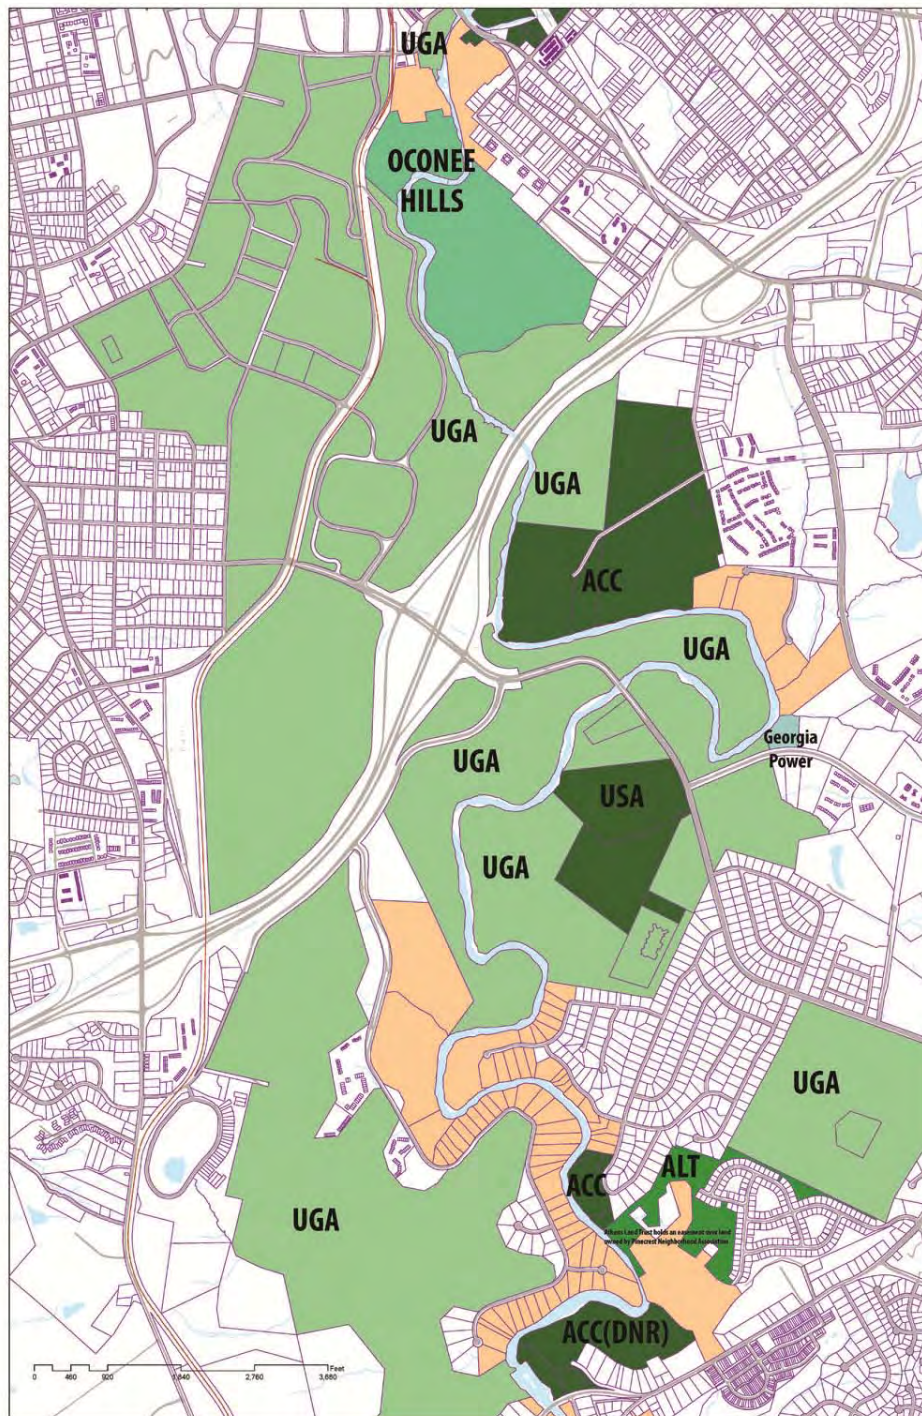 UGA
OCONEE
HILLS
UGA
UGA
ACC
UGA
Georgia
Power
UGA
USA
UGA
UGA
ALT
ACC
UGA
Athens Land Trust holds an easement over land
owned by Pinecrest Neighborhood Association
ACC(DNR)
Feet
0 460 920 1,840 2,760 3,680